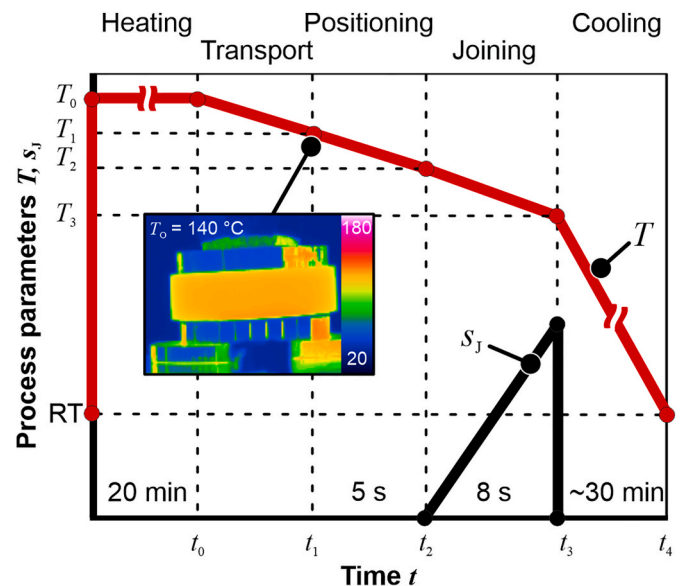 Heating
Transport
Positioning
Joining
Cooling
Process parameters T, sJ
T0
T1
T2
T3
RT
To = 140 °C
180
20
T
sJ
20 min
5 s
8 s
~30 min
t0
t1
t2
t3
t4
Time t